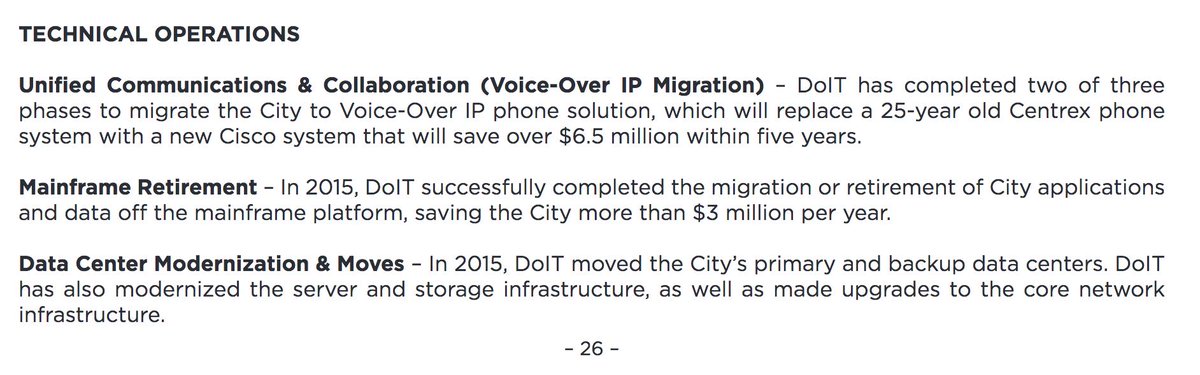 TECHNICAL OPERATIONS
Unified Communications & Collaboration (Voice-Over IP Migration) – DoIT has completed two of three
phases to migrate the City to Voice-Over IP phone solution, which will replace a 25-year old Centrex phone
system with a new Cisco system that will save over $6.5 million within five years.
Mainframe Retirement – In 2015, DoIT successfully completed the migration or retirement of City applications
and data off the mainframe platform, saving the City more than $3 million per year.
Data Center Modernization & Moves – In 2015, DoIT moved the City's primary and backup data centers. DoIT
has also modernized the server and storage infrastructure, as well as made upgrades to the core network
infrastructure.
– 26 –